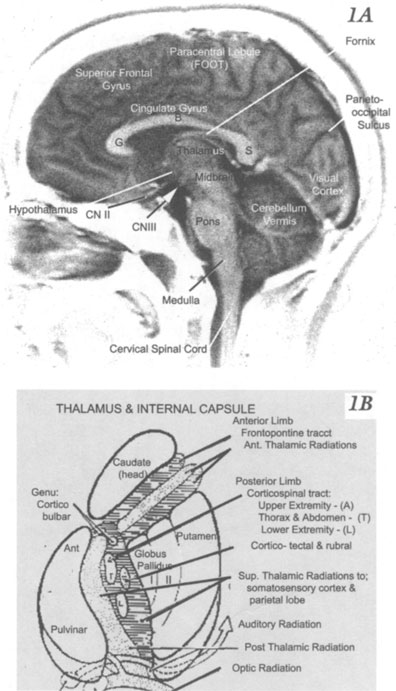 1A
Fornix
Paracentral Lobule
(FOOT)
Superior Frontal
Gyrus
Parieto-
occipital
Sulcus
Cingulate Gyrus
B
G
Thalamus
S
Midbrain
Visual
Cortex
Hypothalamus
CN II
CNIII
Pons
Cerebellum
Vermis
Medulla
Cervical Spinal Cord
1B
THALAMUS & INTERNAL CAPSULE
Anterior Limb
Frontopontine tracct
Ant. Thalamic Radiations
Caudate
(head)
Posterior Limb
Corticospinal tract:
Upper Extremity - (A)
Thorax & Abdomen - (T)
Lower Extremity - (L)
Genu:
Cortico
bulbar
Putamen
Ant
Globus
Pallidus
I II
T
L
Cortico- tectal & rubral
Sup. Thalamic Radiations to;
somatosensory cortex &
parietal lobe
Pulvinar
Auditory Radiation
Post Thalamic Radiation
Optic Radiation